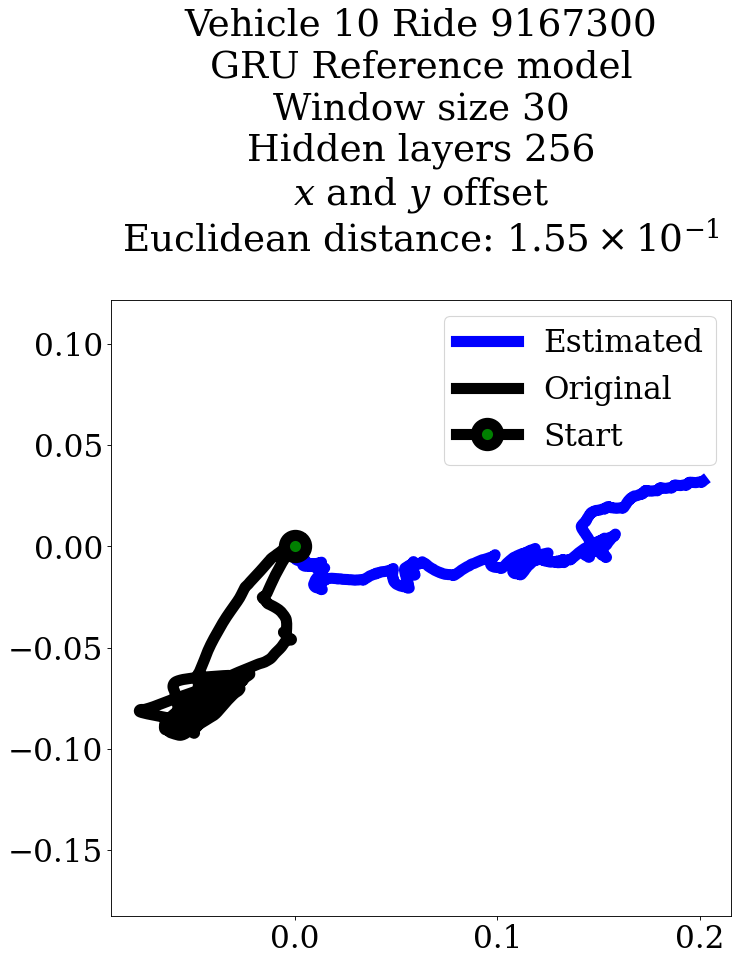 Vehicle 10 Ride 9167300
GRU Reference model
Window size 30
Hidden layers 256
x and y offset
Euclidean distance: 1.55 × 10⁻¹
Estimated
Original
Start
0.10
0.05
0.00
−0.05
−0.10
−0.15
0.0 0.1 0.2